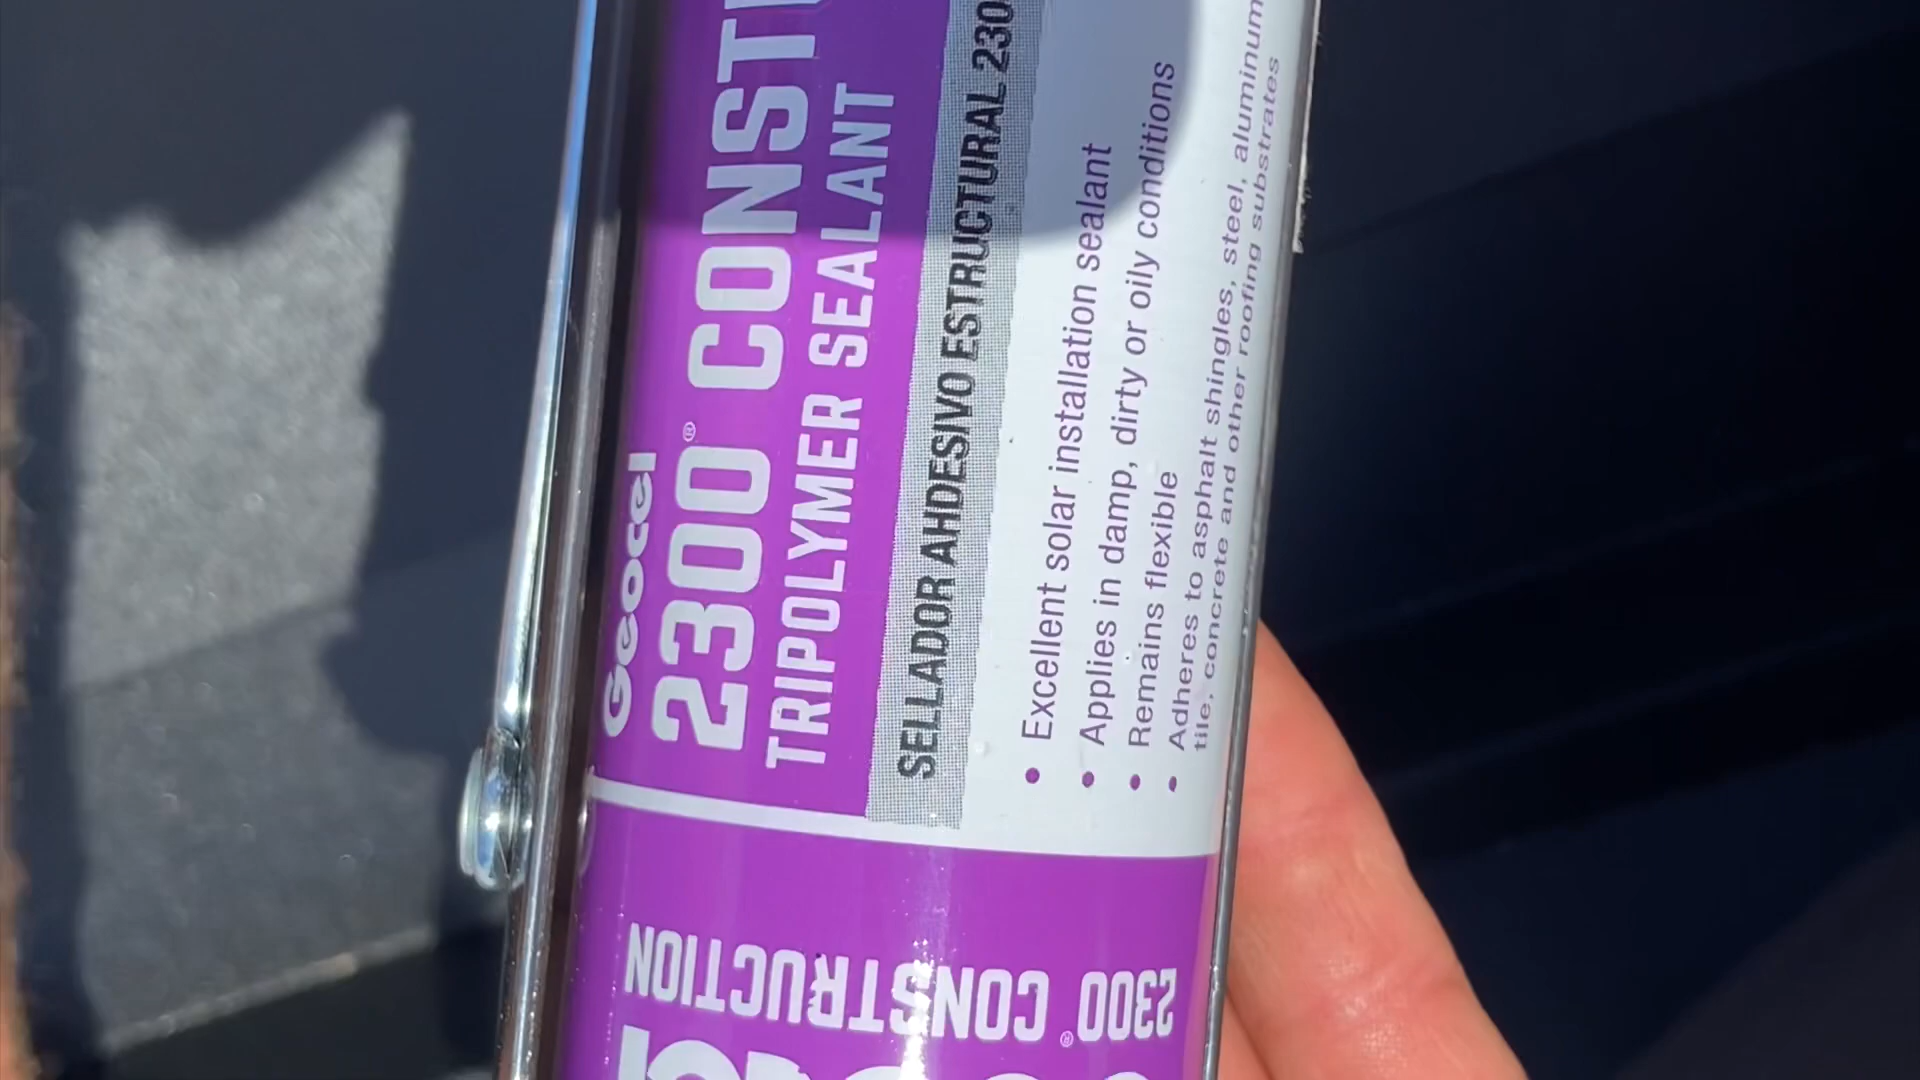 Geocel
2300® CONST
TRIPOLYMER SEALANT
SELLADOR AHDESIVO ESTRUCTURAL 230
• Excellent solar installation sealant
• Applies in damp, dirty or oily conditions
• Remains flexible
• Adheres to asphalt shingles, steel, aluminum
tile, concrete and other roofing substrates
2300® CONSTRUCTION